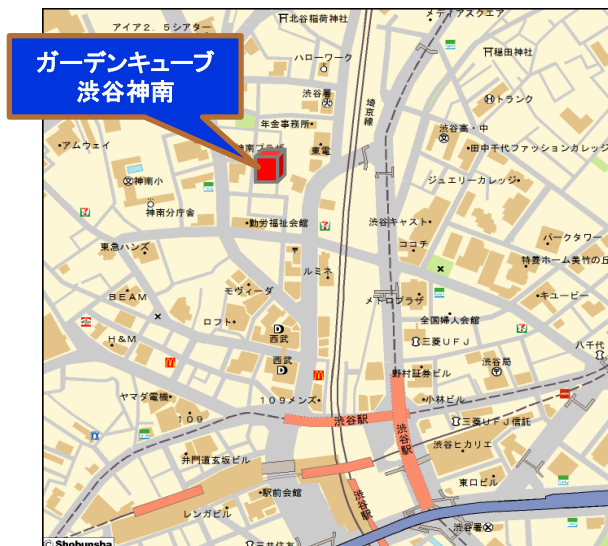 アイア2.5シアター
北谷稲荷神社
メディアスクエア
ガーデンキューブ
渋谷神南
ハローワーク
穏田神社
渋谷署
トランク
埼京線
年金事務所
渋谷高・中
アムウェイ
東電
田中千代ファッションカレッジ
神南小
ジュエリーカレッジ
神南分庁舎
勤労福祉会館
渋谷キャスト
東急ハンズ
ココチ
バークタワー
ルミネ
特養ホーム美竹の丘
BEAM
モヴィーダ
メトロプラザ
キューピー
ロフト
全国婦人会館
H&M
西武
三菱UFJ
八千代
西武
渋谷局
野村証券ビル
ヤマダ電機
109メンズ
小林ビル
109
渋谷駅
三菱UFJ信託
渋谷駅
渋谷ヒカリエ
井門道玄坂ビル
東口ビル
駅前会館
渋谷駅
レンガビル
渋谷署
三井住友
© Shobunsha